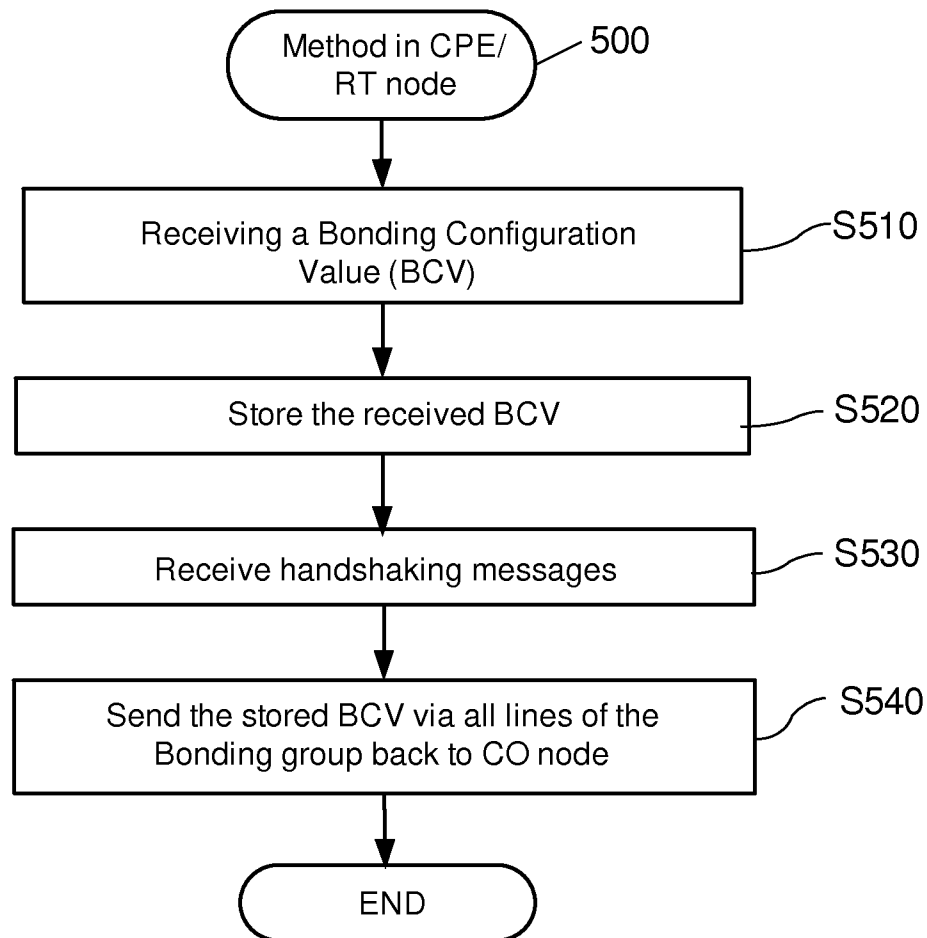 Method in CPE/
RT node
500
Receiving a Bonding Configuration
Value (BCV)
S510
Store the received BCV
S520
Receive handshaking messages
S530
Send the stored BCV via all lines of the
Bonding group back to CO node
S540
END